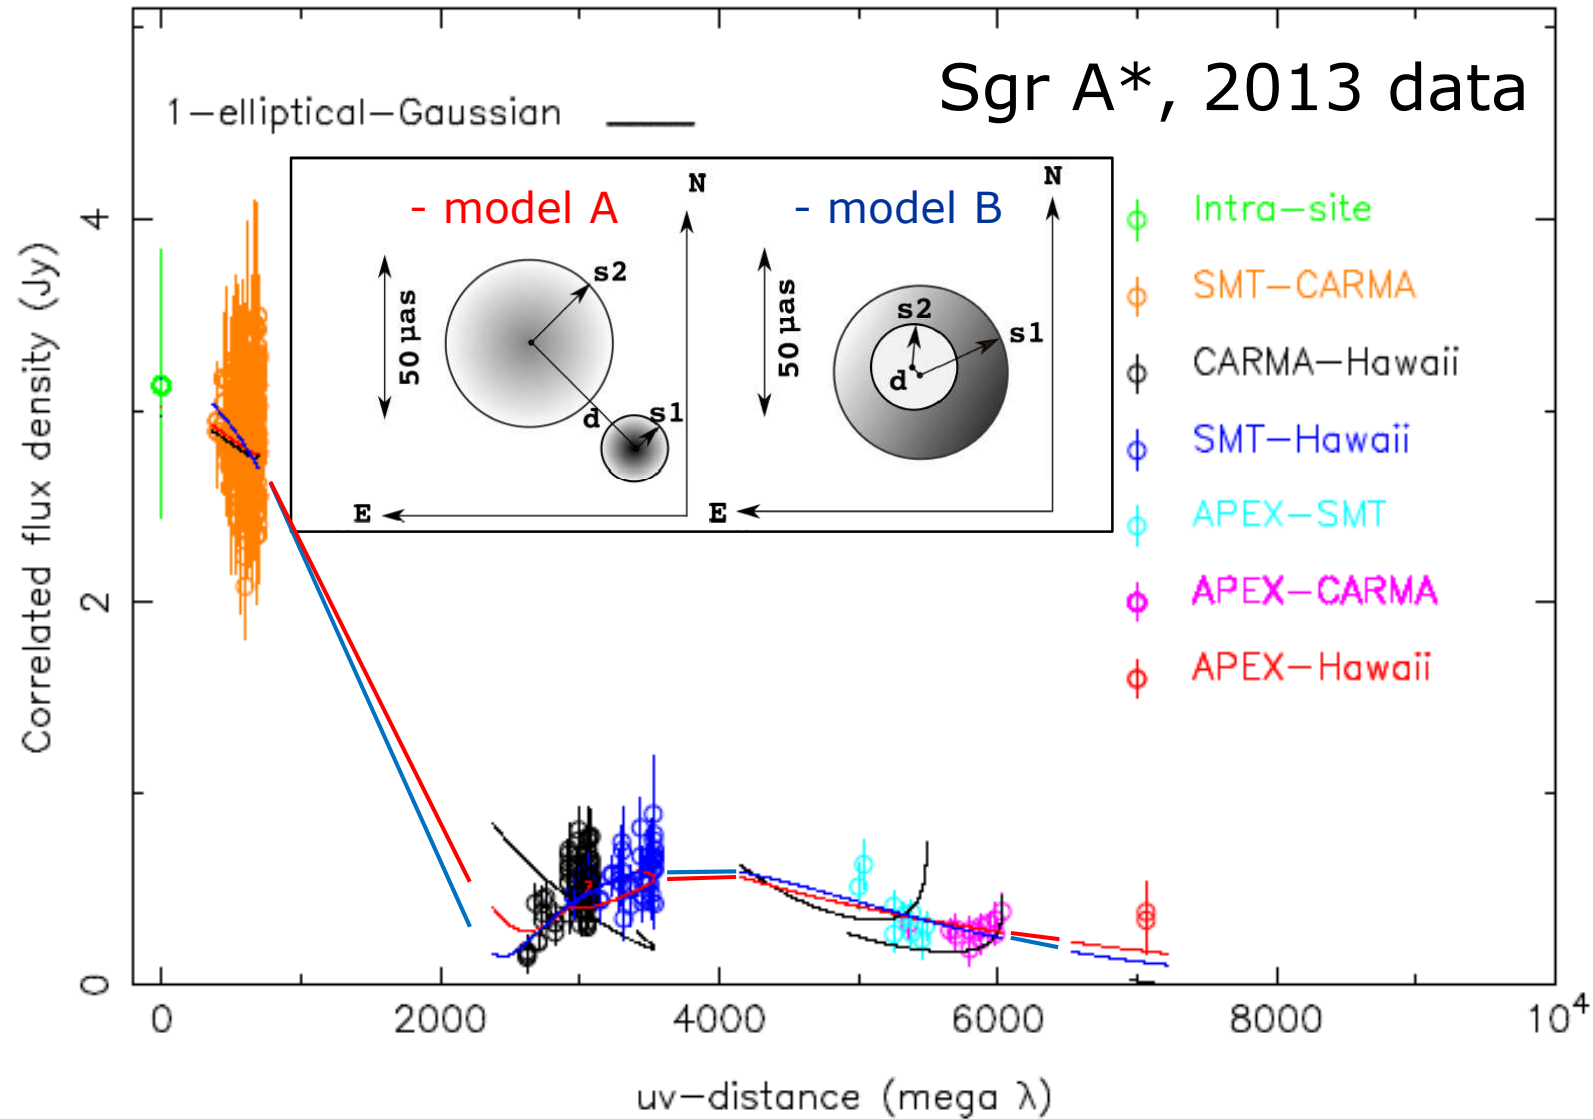 Sgr A*, 2013 data
1-elliptical-Gaussian
- model A
- model B
N
N
s2
s1
d
50 µas
E
s2
s1
d
50 µas
E
Intra-site
SMT-CARMA
CARMA-Hawaii
SMT-Hawaii
APEX-SMT
APEX-CARMA
APEX-Hawaii
Correlated flux density (Jy)
4
2
0
0 2000 4000 6000 8000 10⁴
uv-distance (mega λ)